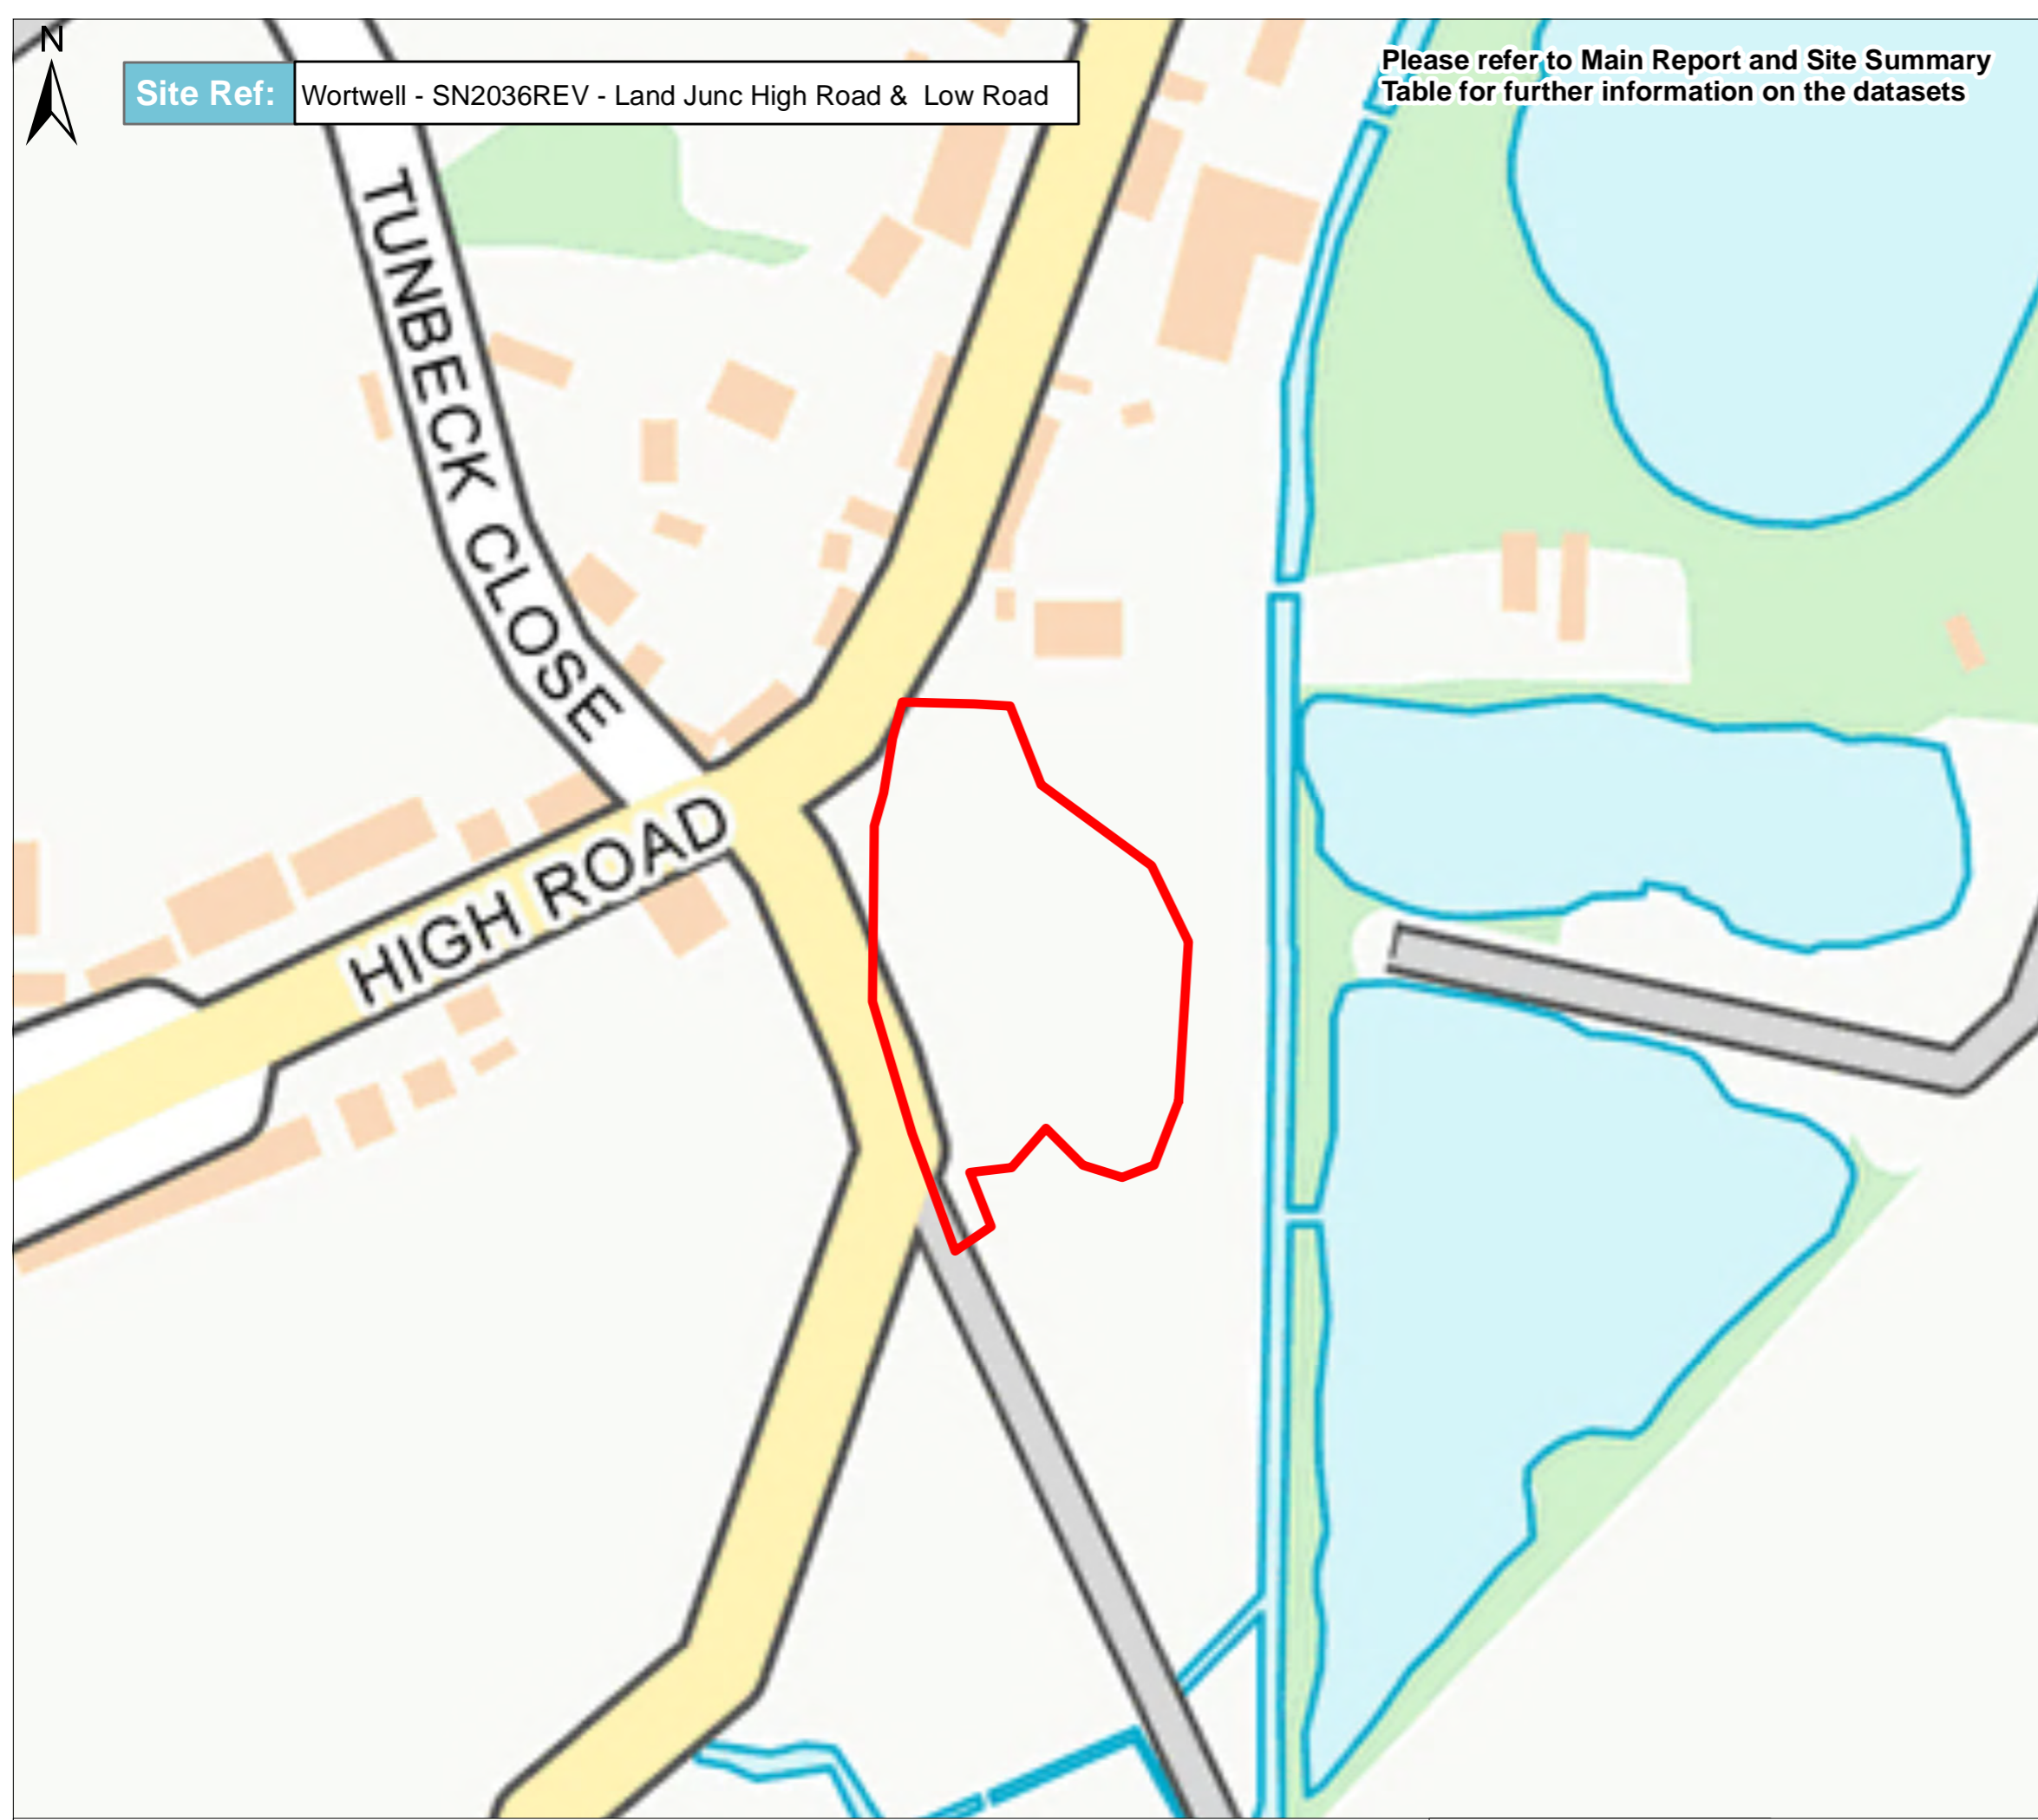 N
Site Ref: Wortwell - SN2036REV - Land Junc High Road & Low Road
Please refer to Main Report and Site Summary
Table for further information on the datasets
TUNBECK CLOSE
HIGH ROAD